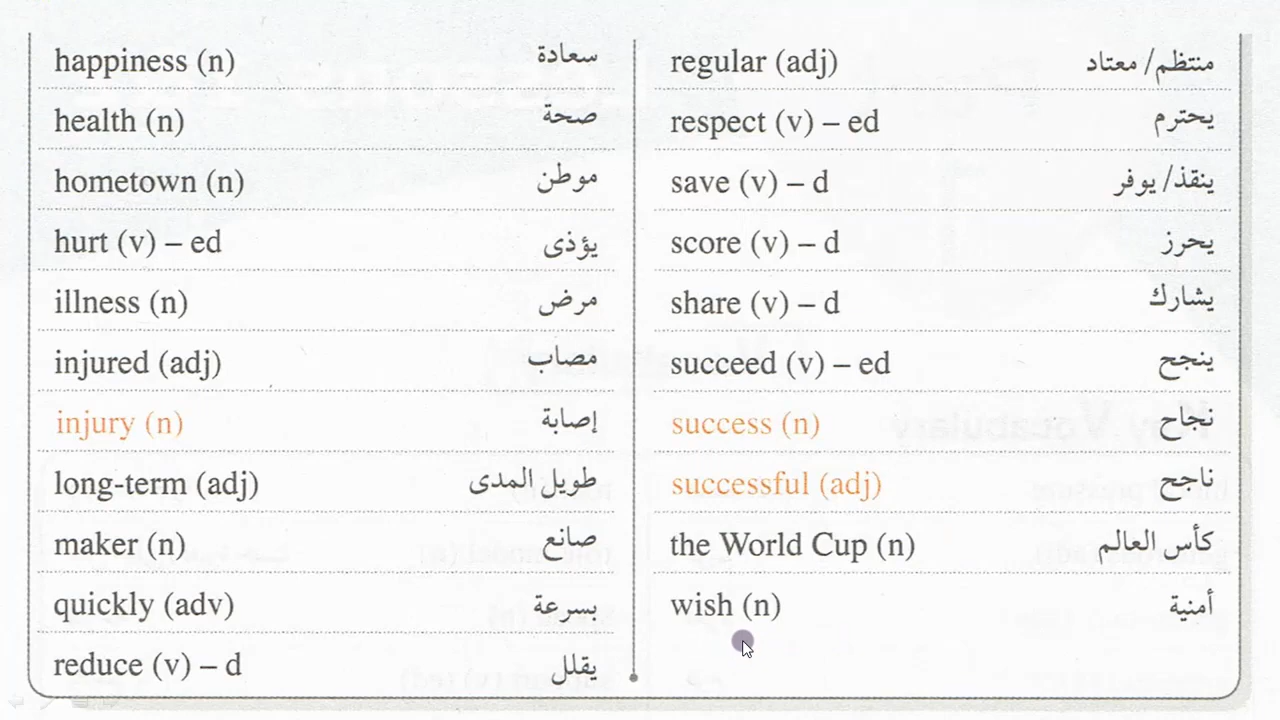 happiness (n) سعادة
health (n) صحة
hometown (n) موطن
hurt (v) – ed يؤذى
illness (n) مرض
injured (adj) مصاب
injury (n) إصابة
long-term (adj) طويل المدى
maker (n) صانع
quickly (adv) بسرعة
reduce (v) – d يقلل
regular (adj) منتظم/ معتاد
respect (v) – ed يحترم
save (v) – d ينقذ/ يوفر
score (v) – d يحرز
share (v) – d يشارك
succeed (v) – ed ينجح
success (n) نجاح
successful (adj) ناجح
the World Cup (n) كأس العالم
wish (n) أمنية